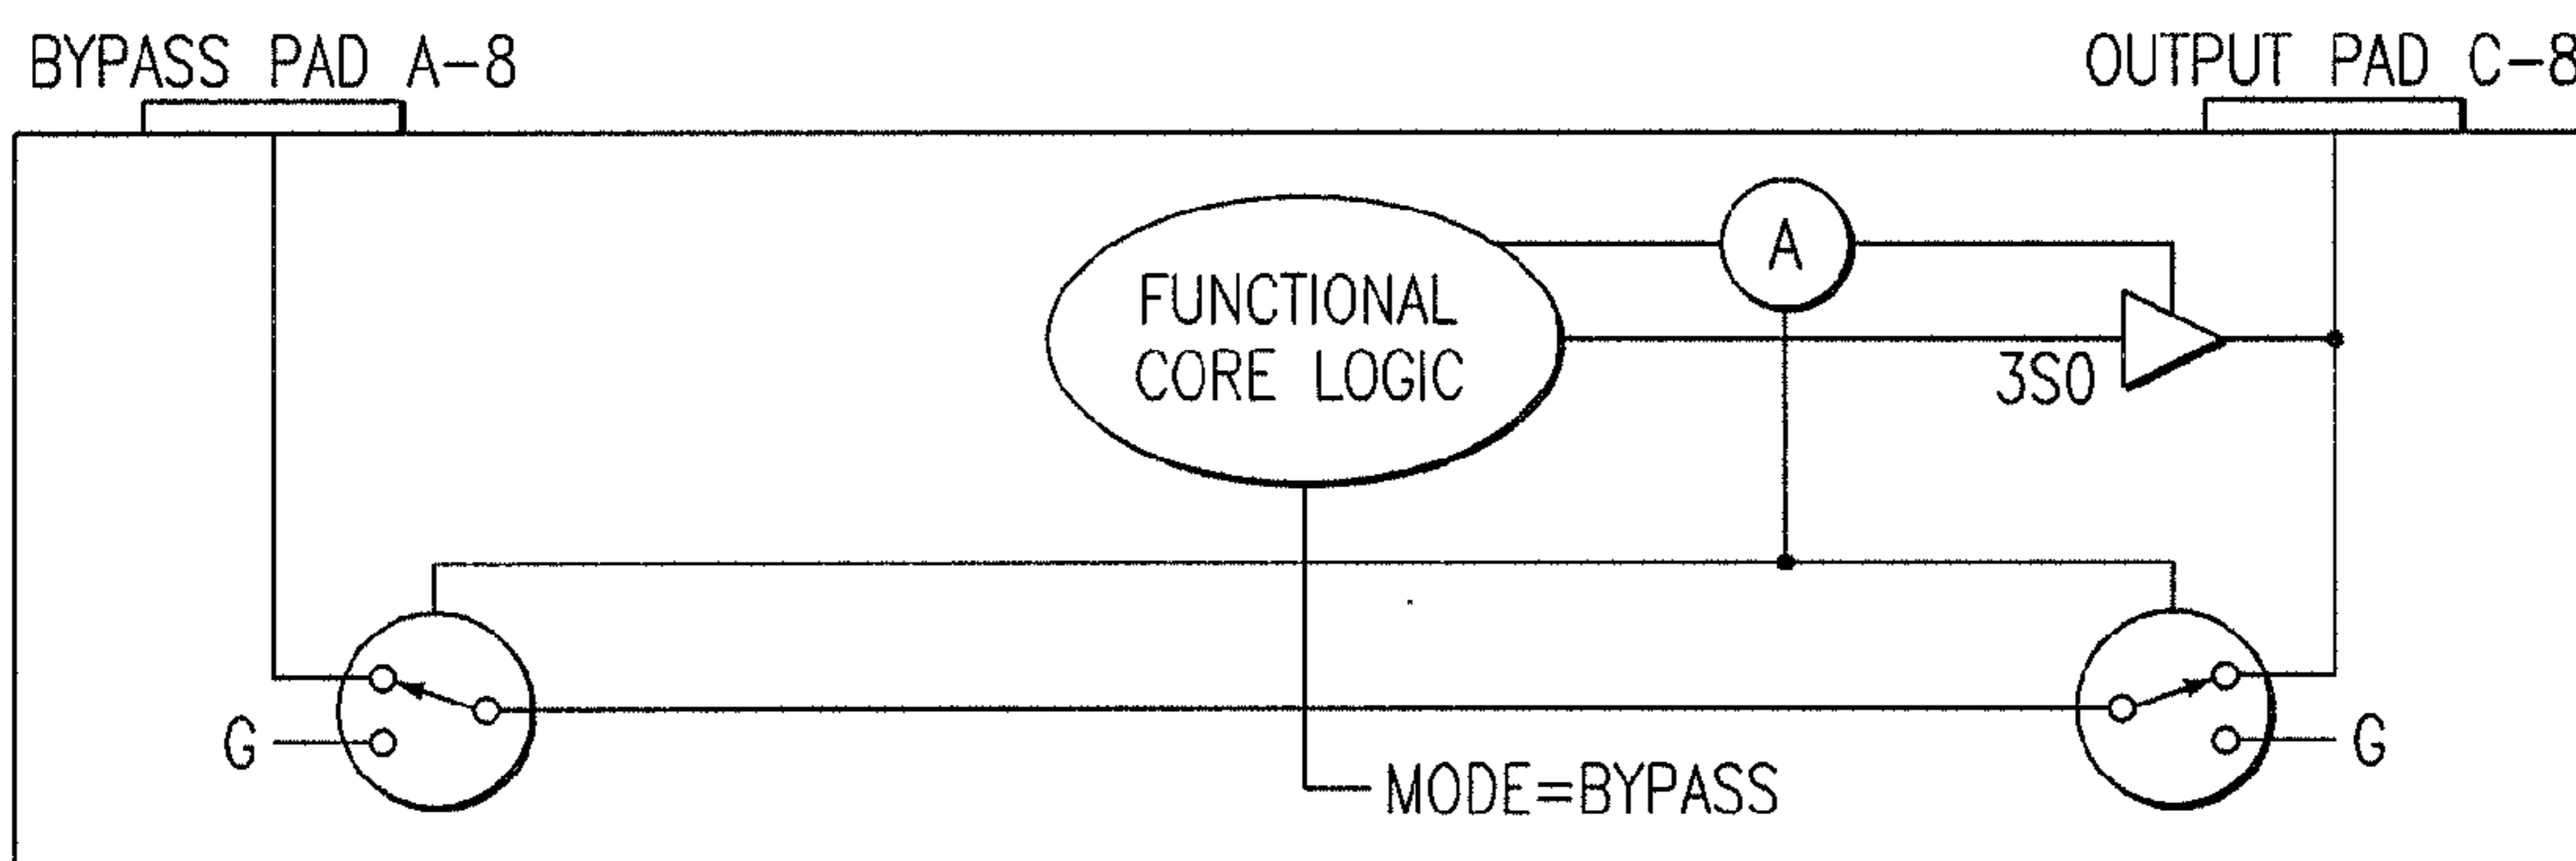 BYPASS PAD A-8
OUTPUT PAD C-8
A
FUNCTIONAL
CORE LOGIC
3S0
G
G
MODE=BYPASS